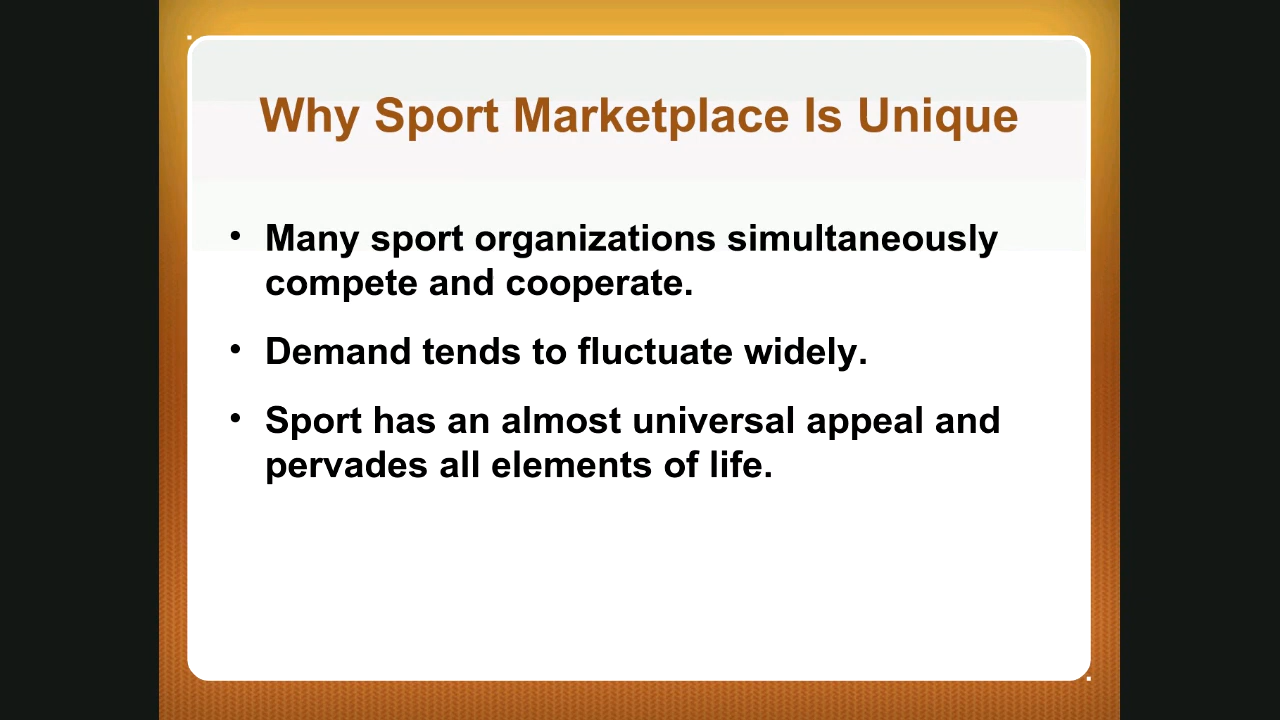 Why Sport Marketplace Is Unique
• Many sport organizations simultaneously
compete and cooperate.
• Demand tends to fluctuate widely.
• Sport has an almost universal appeal and
pervades all elements of life.